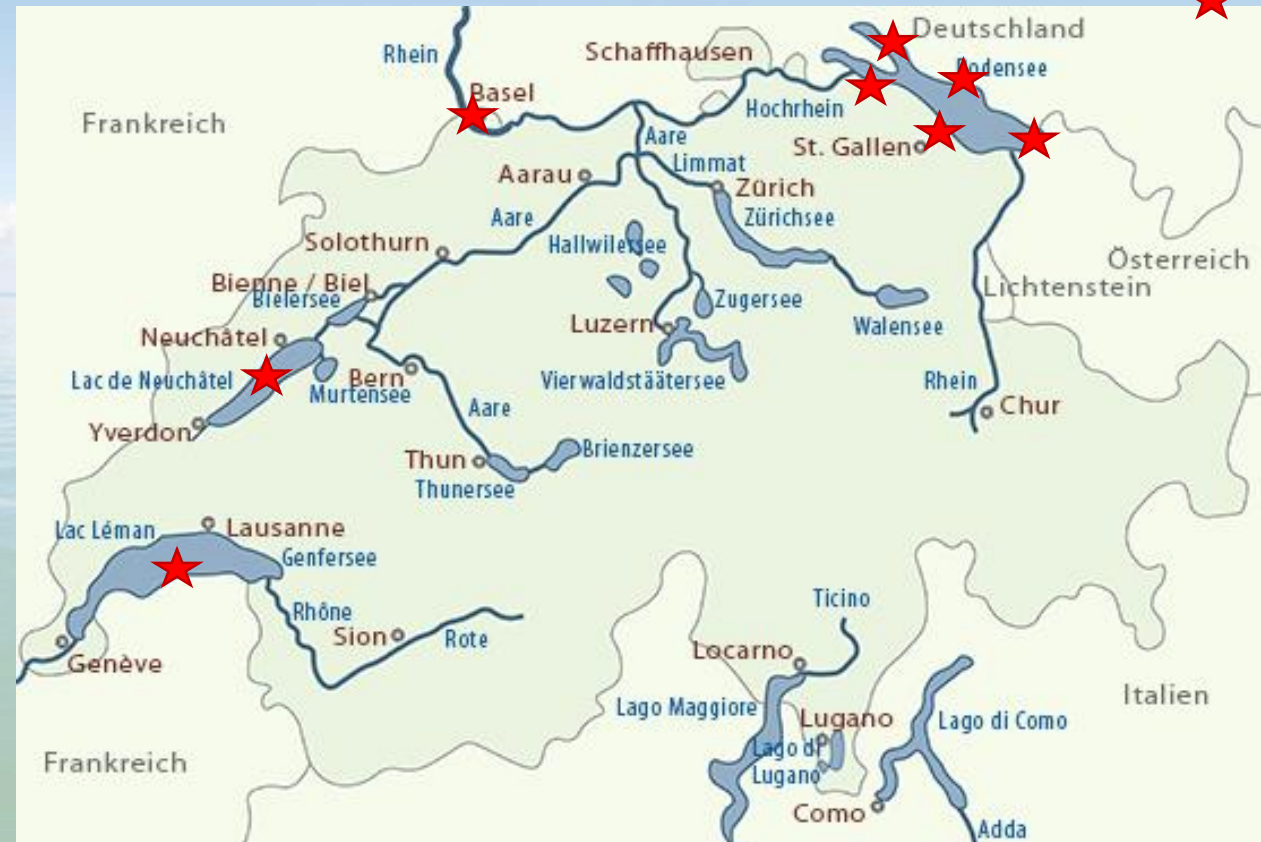 Deutschland
Schaffhausen
Rhein
Bodensee
Basel
Hochrhein
Frankreich
Aare
St. Gallen
Limmat
Aarau
Zürich
Aare
Zürichsee
Solothurn
Hallwilersee
Österreich
Bienne / Biel
Lichtenstein
Bielersee
Zugersee
Luzern
Walensee
Neuchâtel
Lac de Neuchâtel
Bern
Vierwaldstäätersee
Rhein
Murtensee
Chur
Aare
Yverdon
Brienzersee
Thun
Thunersee
Lac Léman
Lausanne
Genfersee
Ticino
Rhône
Sion
Rote
Locarno
Genève
Italien
Lago Maggiore
Lugano
Lago di Como
Lago di
Lugano
Frankreich
Como
Adda